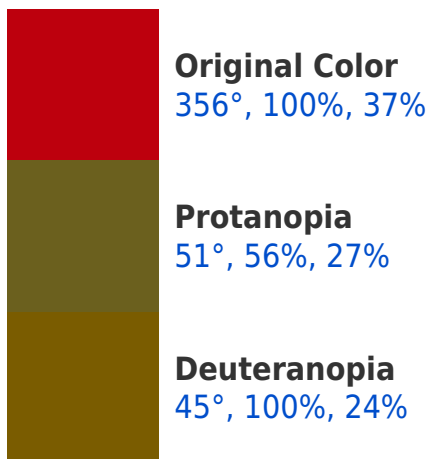 Original Color
356°, 100%, 37%
Protanopia
51°, 56%, 27%
Deuteranopia
45°, 100%, 24%